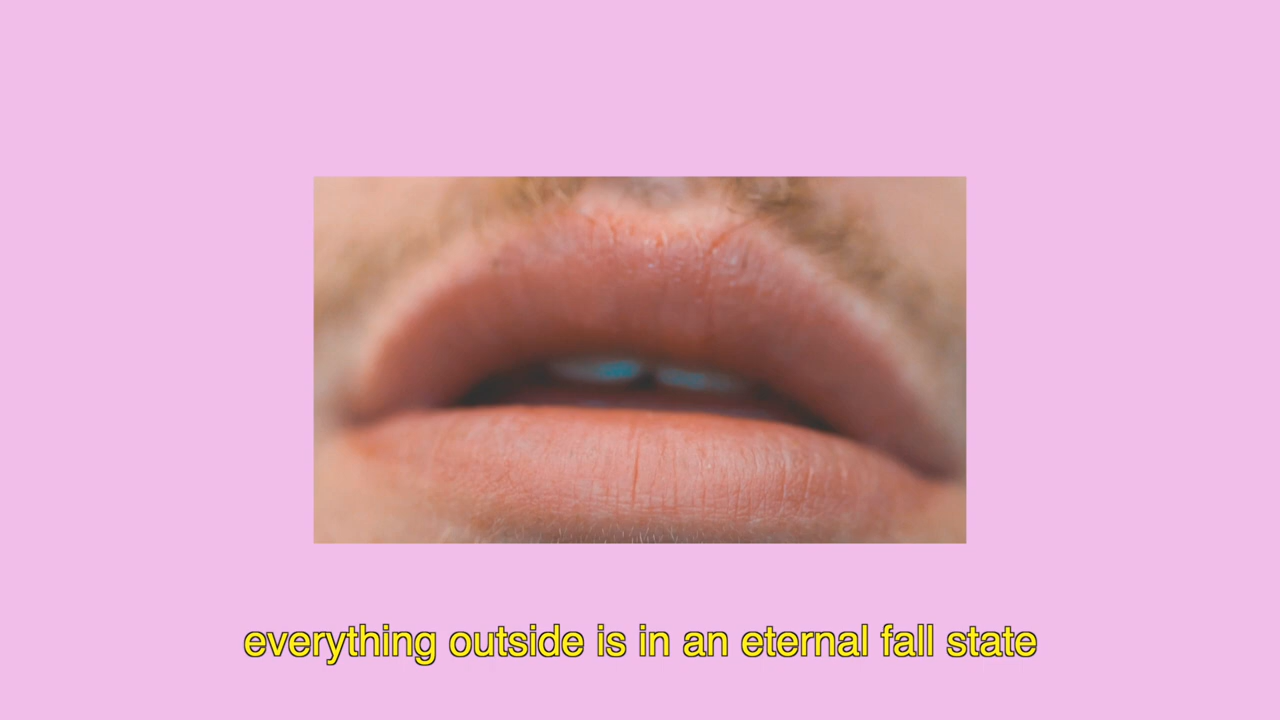 everything outside is in an eternal fall state